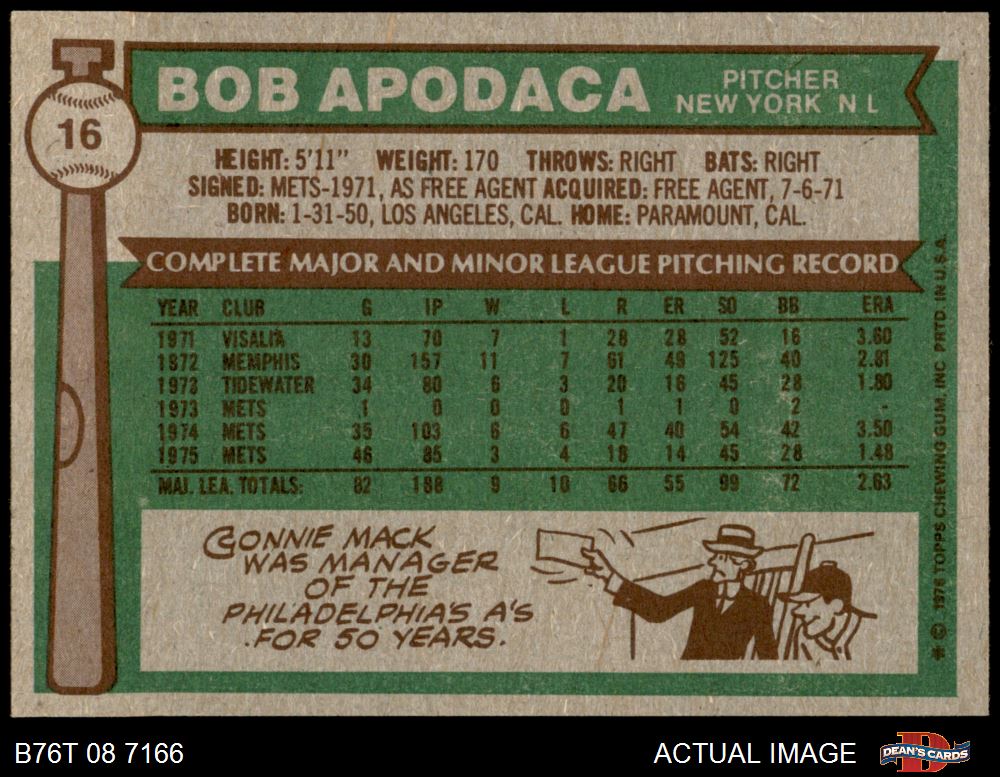 16
BOB APODACA
PITCHER
NEW YORK N L
HEIGHT: 5'11" WEIGHT: 170 THROWS: RIGHT BATS: RIGHT
SIGNED: METS-1971, AS FREE AGENT ACQUIRED: FREE AGENT, 7-6-71
BORN: 1-31-50, LOS ANGELES, CAL. HOME: PARAMOUNT, CAL.
COMPLETE MAJOR AND MINOR LEAGUE PITCHING RECORD
YEAR CLUB G IP W L R ER SO BB ERA
1971 VISALIA 13 70 7 1 28 28 52 16 3.60
1972 MEMPHIS 30 157 11 7 61 49 125 40 2.81
1973 TIDEWATER 34 80 6 3 20 16 45 28 1.80
1973 METS 1 0 0 0 1 1 0 2 -
1974 METS 35 103 6 6 47 40 54 42 3.50
1975 METS 46 85 3 4 18 14 45 28 1.48
MAJ. LEA. TOTALS: 82 188 9 10 66 55 99 72 2.63
CONNIE MACK
WAS MANAGER
OF THE
PHILADELPHIA'S A'S
FOR 50 YEARS.
* © 1976 TOPPS CHEWING GUM, INC. PRTD. IN U.S.A.
B76T 08 7166
ACTUAL IMAGE
D
DEAN'S CARDS